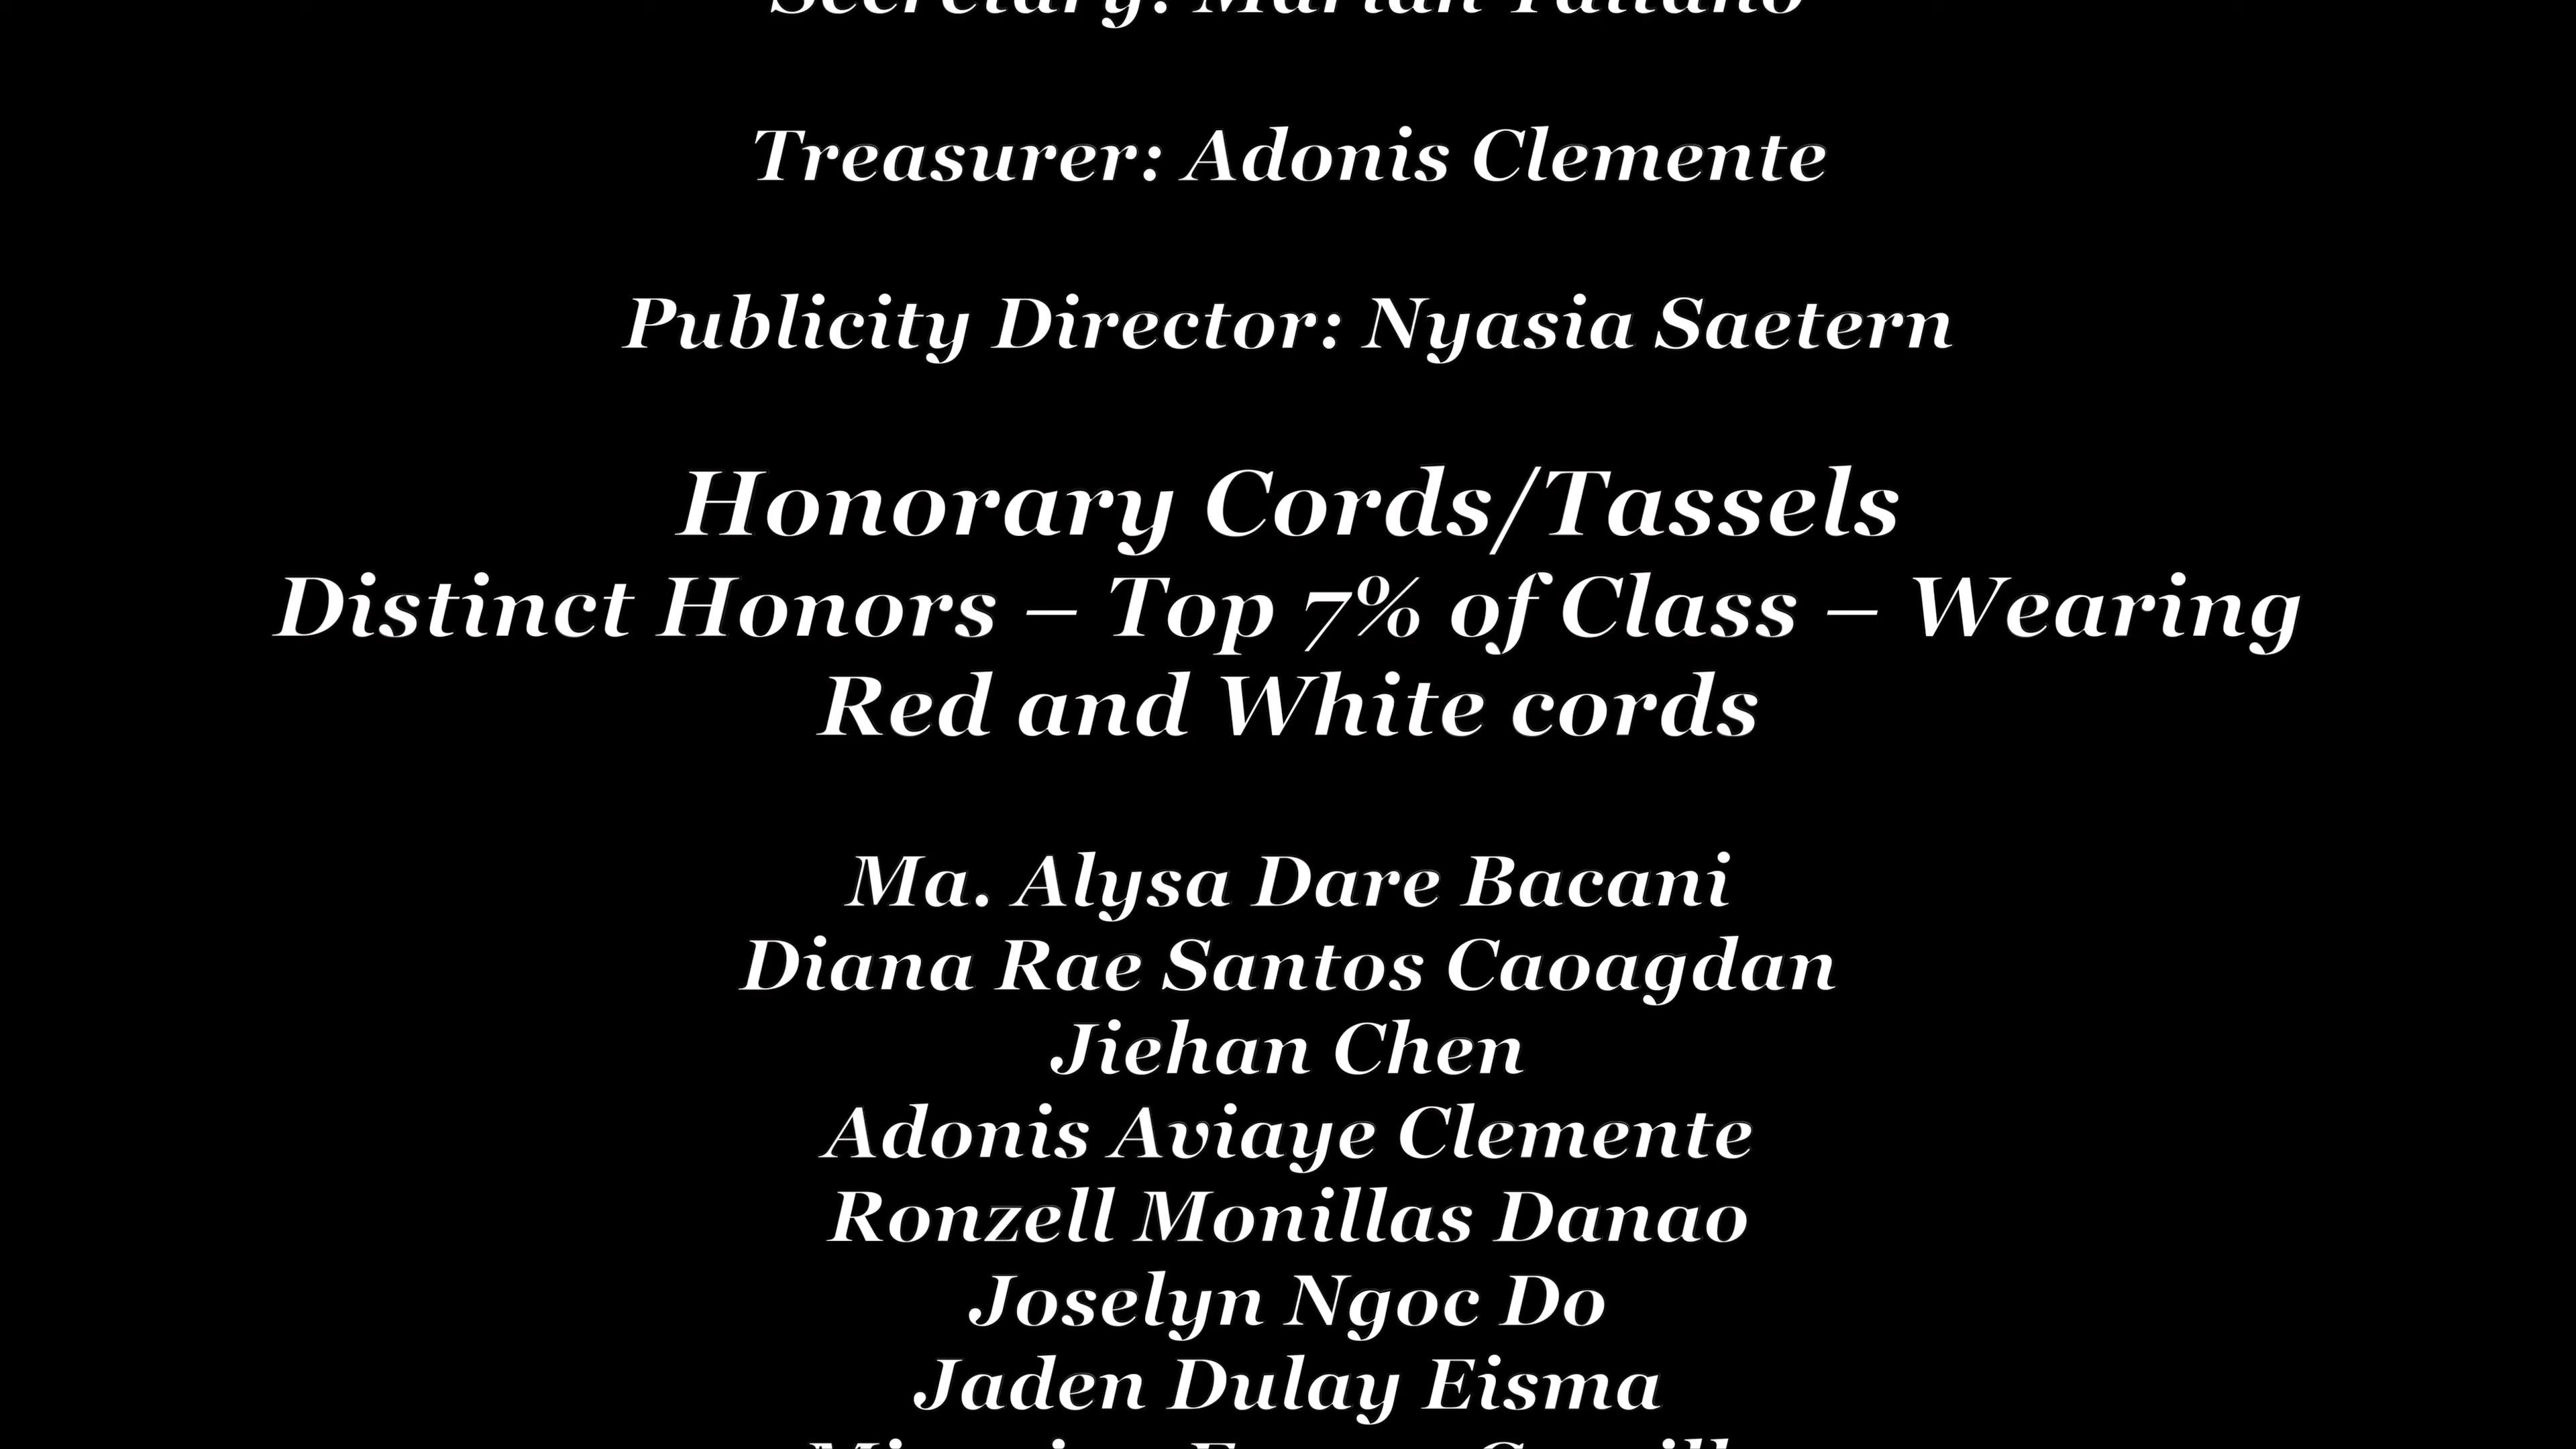 Secretary:
Treasurer: Adonis Clemente
Publicity Director: Nyasia Saetern
Honorary Cords/Tassels
Distinct Honors – Top 7% of Class – Wearing
Red and White cords
Ma. Alysa Dare Bacani
Diana Rae Santos Caoagdan
Jiehan Chen
Adonis Aviaye Clemente
Ronzell Monillas Danao
Joselyn Ngoc Do
Jaden Dulay Eisma